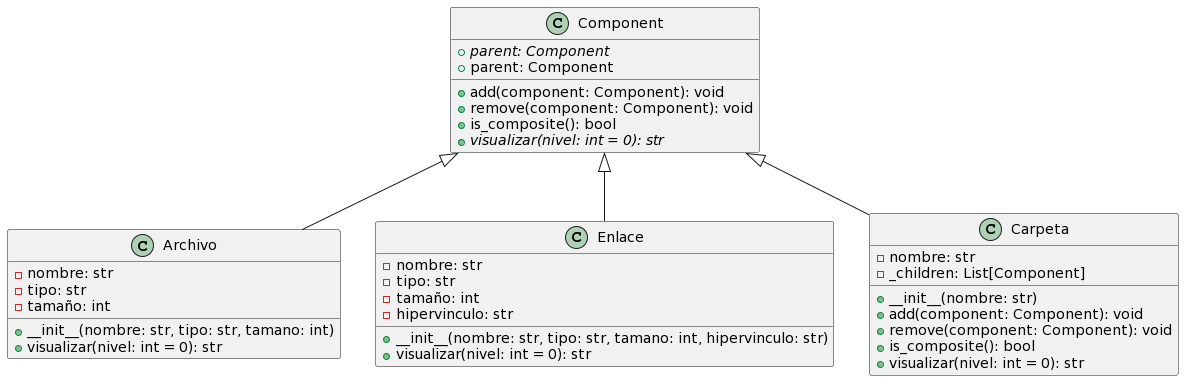 C Component
parent: Component
parent: Component
add(component: Component): void
remove(component: Component): void
is_composite(): bool
visualizar(nivel: int = 0): str
C Archivo
nombre: str
tipo: str
tamaño: int
__init__(nombre: str, tipo: str, tamano: int)
visualizar(nivel: int = 0): str
C Enlace
nombre: str
tipo: str
tamaño: int
hipervinculo: str
__init__(nombre: str, tipo: str, tamano: int, hipervinculo: str)
visualizar(nivel: int = 0): str
C Carpeta
nombre: str
_children: List[Component]
__init__(nombre: str)
add(component: Component): void
remove(component: Component): void
is_composite(): bool
visualizar(nivel: int = 0): str